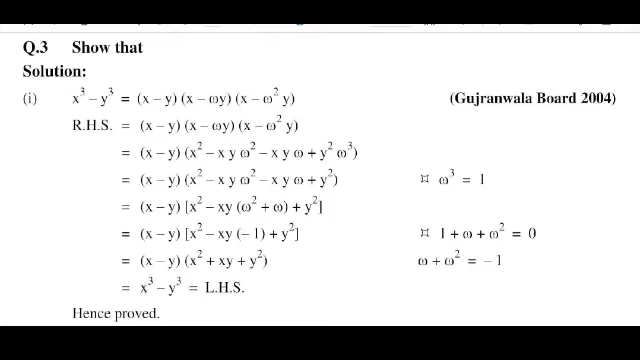 Q.3 Show that
Solution:
(i) x³ – y³ = (x – y) (x – ωy) (x – ω² y) (Gujranwala Board 2004)
R.H.S. = (x – y) (x – ωy) (x – ω² y)
= (x – y) (x² – x y ω² – x y ω + y² ω³)
= (x – y) (x² – x y ω² – x y ω + y²) ¤ ω³ = 1
= (x – y) [x² – xy (ω² + ω) + y²]
= (x – y) [x² – xy (– 1) + y²] ¤ 1 + ω + ω² = 0
= (x – y) (x² + xy + y²) ω + ω² = – 1
= x³ – y³ = L.H.S.
Hence proved.